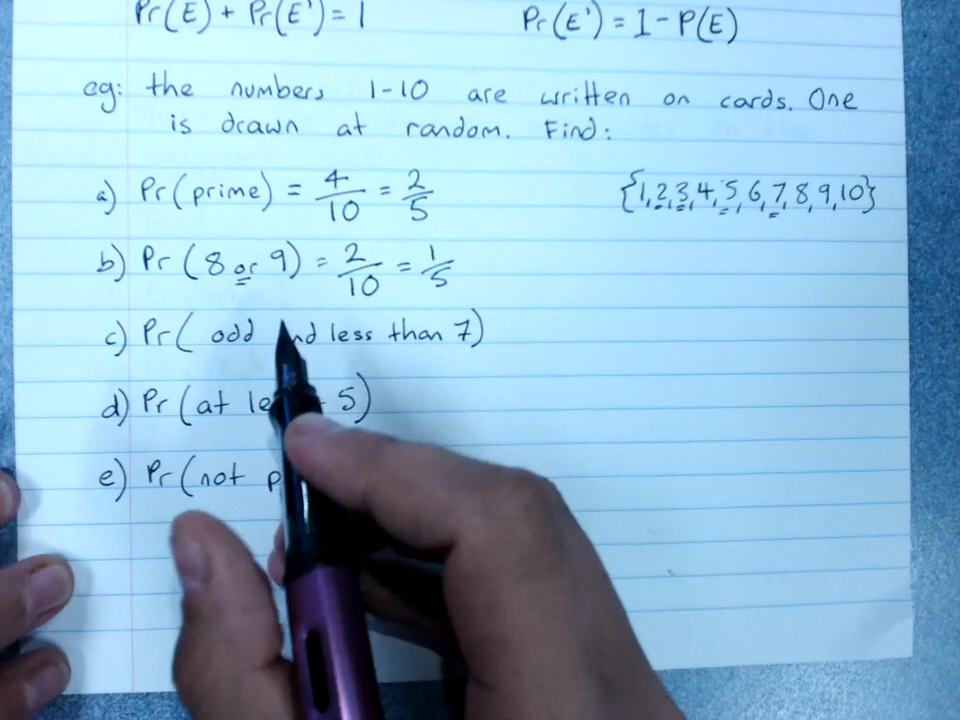 Pr(E) + Pr(E') = 1 Pr(E') = 1 - P(E)
eg: the numbers 1-10 are written on cards. One
is drawn at random. Find:
a) Pr(prime) = 4/10 = 2/5 {1,2,3,4,5,6,7,8,9,10}
b) Pr (8 or 9) = 2/10 = 1/5
c) Pr( odd less than 7)
d) Pr (at 5)
e) Pr(not